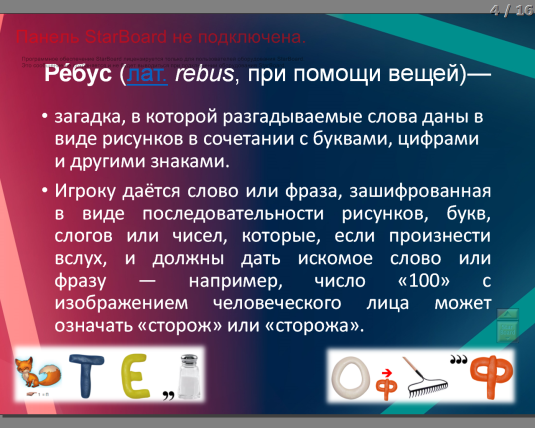 4 / 16
Панель StarBoard не подключена.
Ре́бус (лат. rebus, при помощи вещей)—
• загадка, в которой разгадываемые слова даны в
виде рисунков в сочетании с буквами, цифрами
и другими знаками.
• Игроку даётся слово или фраза, зашифрованная
в виде последовательности рисунков, букв,
слогов или чисел, которые, если произнести
вслух, и должны дать искомое слово или
фразу — например, число «100» с
изображением человеческого лица может
означать «сторож» или «сторожа».
Т Е ,, О ф ,,, Ф